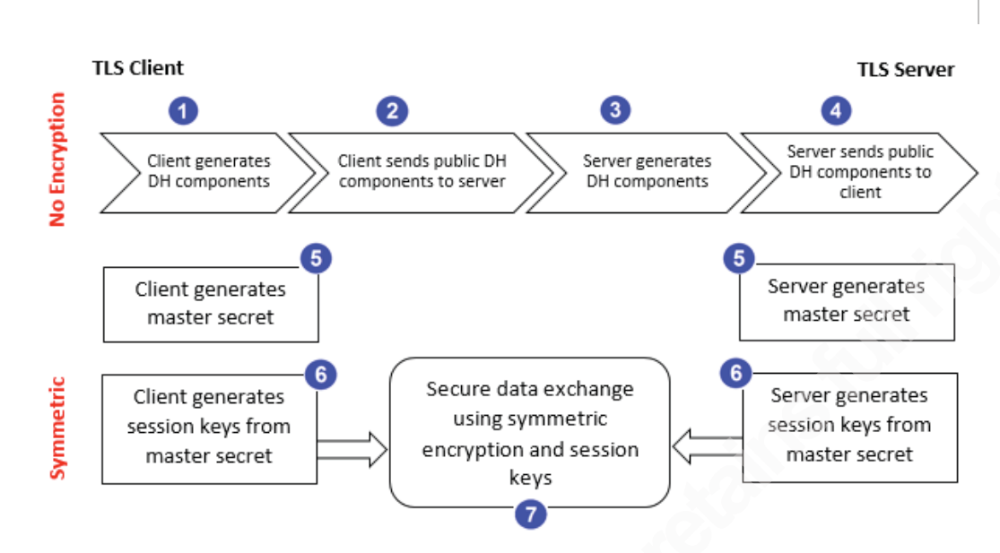 TLS Client
TLS Server
No Encryption
1
2
3
4
Client generates
DH components
Client sends public DH
components to server
Server generates
DH components
Server sends public
DH components to
client
5
Client generates
master secret
5
Server generates
master secret
Symmetric
6
Client generates
session keys from
master secret
Secure data exchange
using symmetric
encryption and session
keys
7
6
Server generates
session keys from
master secret
retains full righ